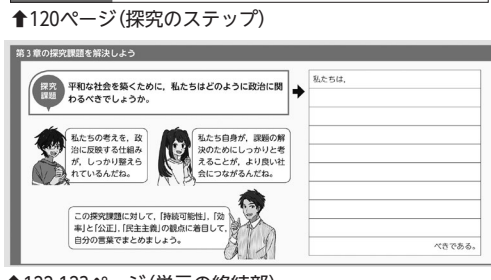 ⬆120ページ(探究のステップ)
第3章の探究課題を解決しよう
探究
課題
平和な社会を築くために，私たちはどのように政治に関
わるべきでしょうか。
私たちは，
私たちの考えを，政
治に反映する仕組み
が，しっかり整えら
れているんだね。
私たち自身が，課題の解
決のためにしっかりと考
えることが，より良い社
会につながるんだね。
この探究課題に対して，「持続可能性」，「効
率」と「公正」，「民主主義」の観点に着目して，
自分の言葉でまとめましょう。
べきである。